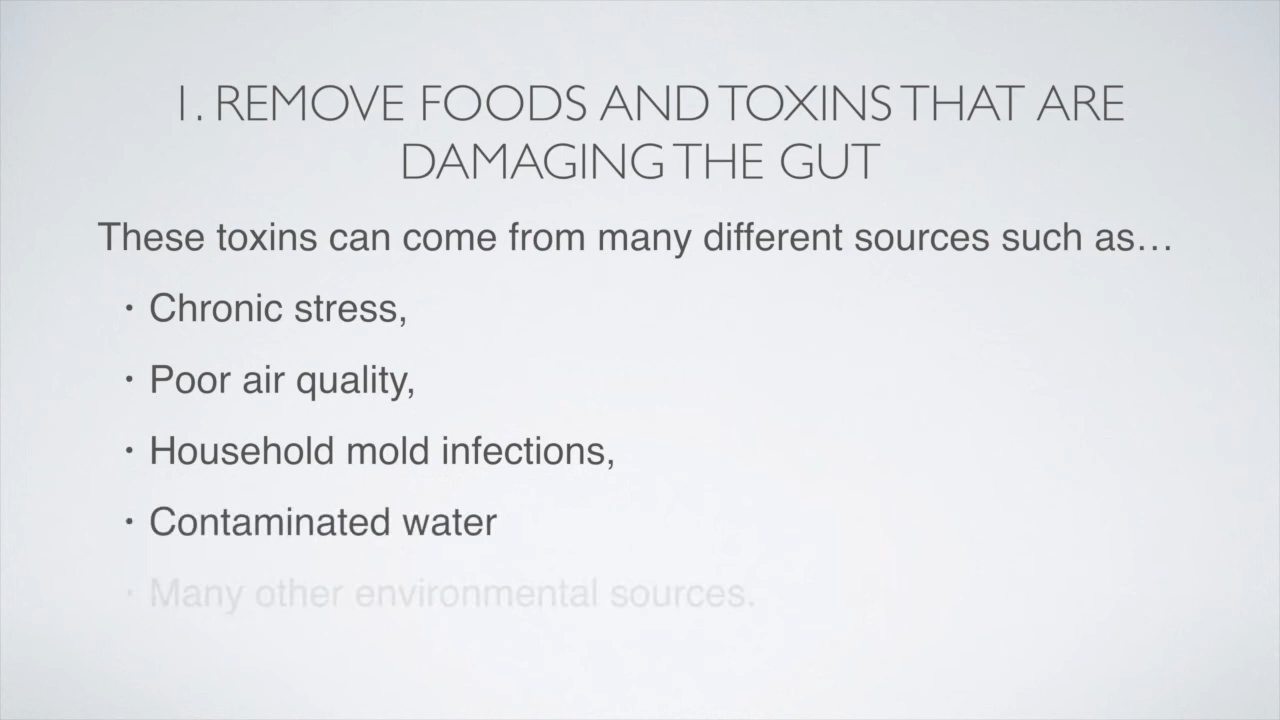 1. REMOVE FOODS AND TOXINS THAT ARE
DAMAGING THE GUT
These toxins can come from many different sources such as…
• Chronic stress,
• Poor air quality,
• Household mold infections,
• Contaminated water
• Many other environmental sources.